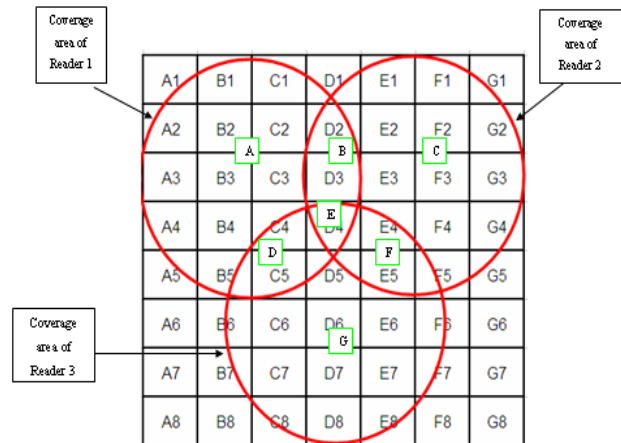 Coverage
area of
Reader 1
Coverage
area of
Reader 2
A1 B1 C1 D1 E1 F1 G1
A2 B2 C2 D2 E2 F2 G2
A B C
A3 B3 C3 D3 E3 F3 G3
E
A4 B4 C4 D4 E4 F4 G4
D F
A5 B5 C5 D5 E5 F5 G5
Coverage
area of
Reader 3
A6 B6 C6 D6 E6 F6 G6
G
A7 B7 C7 D7 E7 F7 G7
A8 B8 C8 D8 E8 F8 G8